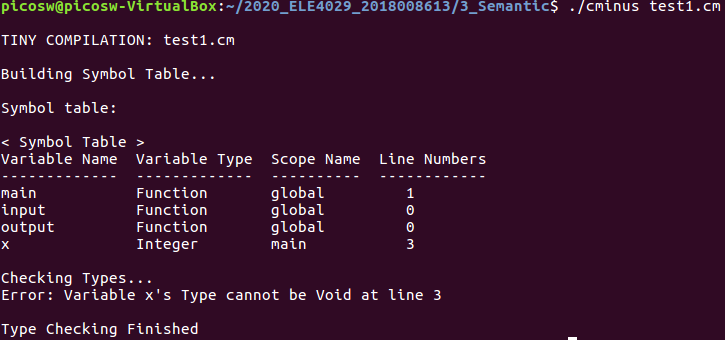 picosw@picosw-VirtualBox:~/2020_ELE4029_2018008613/3_Semantic$ ./cminus test1.cm
TINY COMPILATION: test1.cm
Building Symbol Table...
Symbol table:
< Symbol Table >
Variable Name  Variable Type  Scope Name  Line Numbers
-------------  -------------  ----------  ------------
main           Function       global         1
input          Function       global         0
output         Function       global         0
x              Integer        main           3
Checking Types...
Error: Variable x's Type cannot be Void at line 3
Type Checking Finished